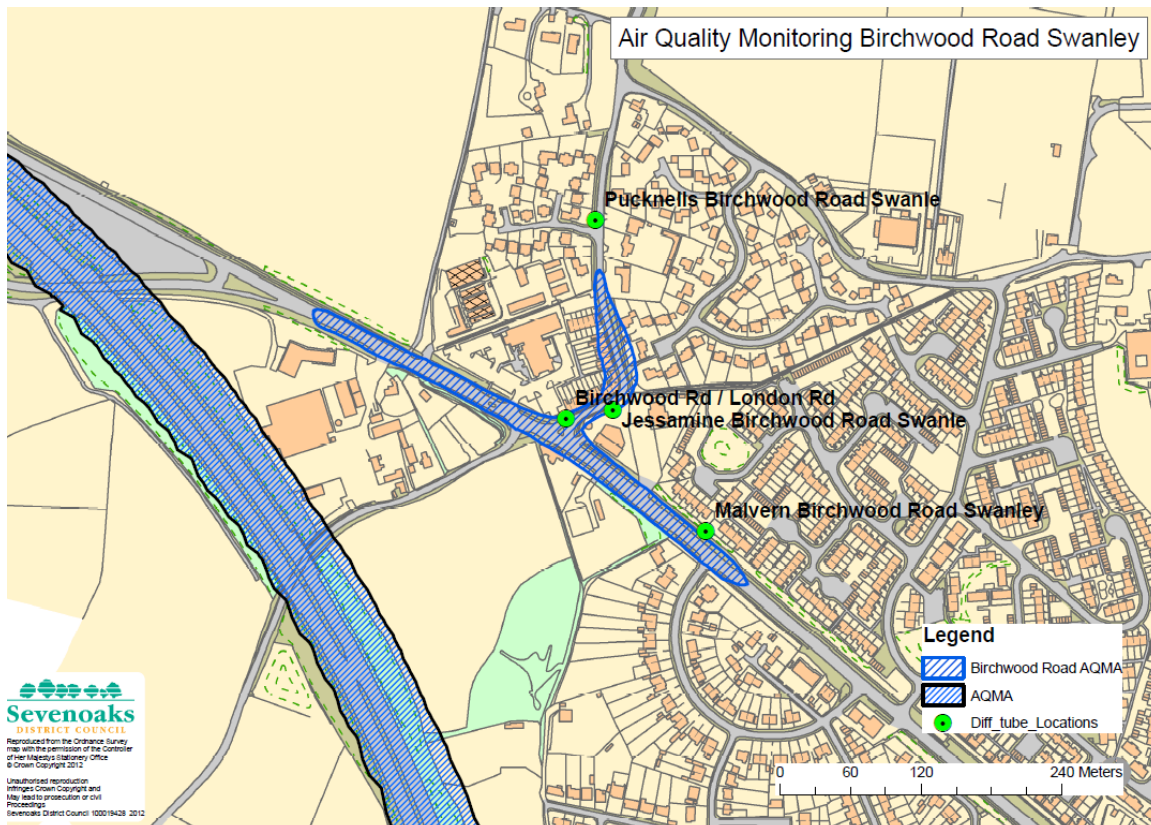 Air Quality Monitoring Birchwood Road Swanley
Pucknells Birchwood Road Swanle
Birchwood Rd / London Rd
Jessamine Birchwood Road Swanle
Malvern Birchwood Road Swanley
Legend
Birchwood Road AQMA
AQMA
Diff_tube_Locations
0 60 120 240 Meters
Sevenoaks
DISTRICT COUNCIL
Reproduced from the Ordnance Survey
map with the permission of the Controller
of Her Majestys Stationery Office
© Crown Copyright 2012
Unauthorised reproduction
infringes Crown Copyright and
May lead to prosecution or civil
Proceedings
Sevenoaks District Council 100019428 2012